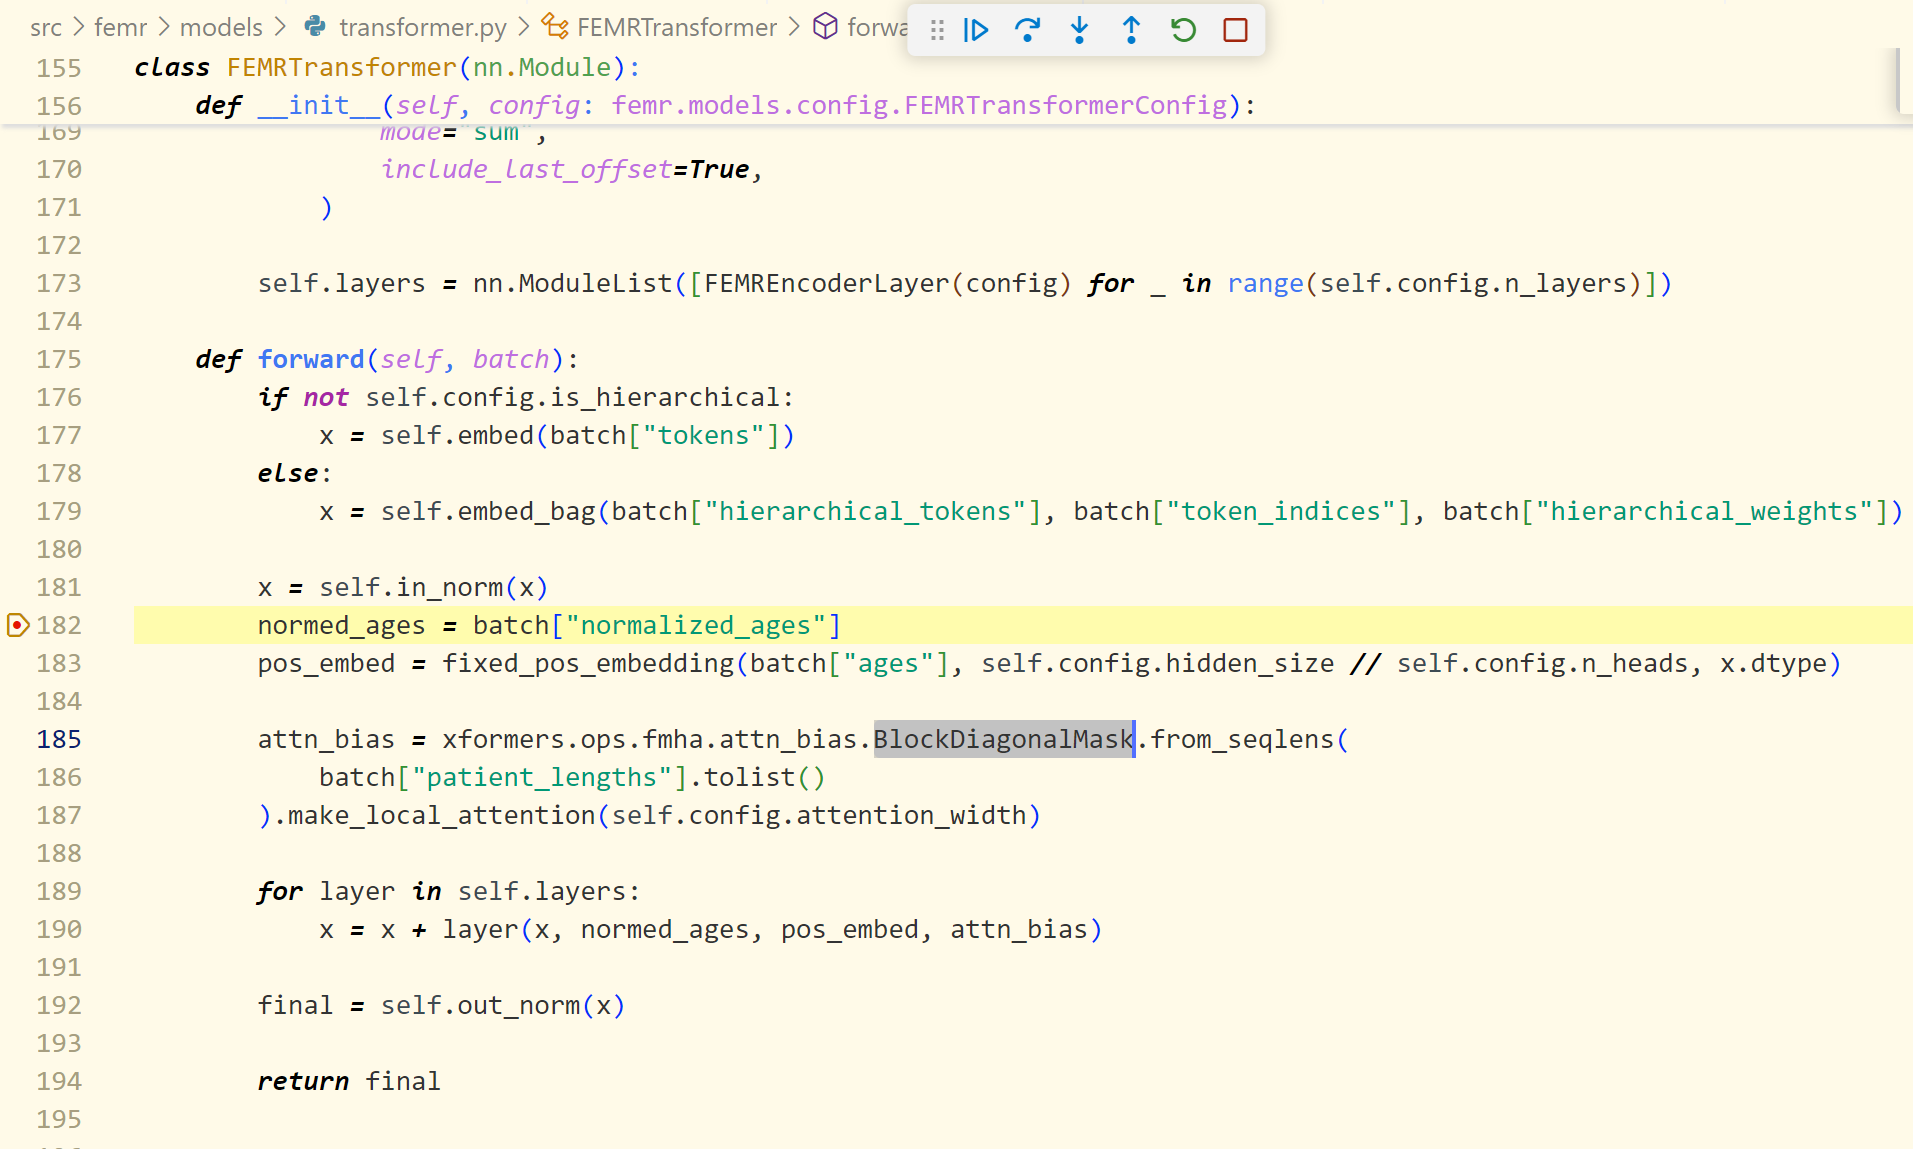 src > femr > models > transformer.py > FEMRTransformer > forwa
155 class FEMRTransformer(nn.Module):
156 def __init__(self, config: femr.models.config.FEMRTransformerConfig):
169 mode="sum",
170 include_last_offset=True,
171 )
172
173 self.layers = nn.ModuleList([FEMREncoderLayer(config) for _ in range(self.config.n_layers)])
174
175 def forward(self, batch):
176 if not self.config.is_hierarchical:
177 x = self.embed(batch["tokens"])
178 else:
179 x = self.embed_bag(batch["hierarchical_tokens"], batch["token_indices"], batch["hierarchical_weights"])
180
181 x = self.in_norm(x)
182 normed_ages = batch["normalized_ages"]
183 pos_embed = fixed_pos_embedding(batch["ages"], self.config.hidden_size // self.config.n_heads, x.dtype)
184
185 attn_bias = xformers.ops.fmha.attn_bias.BlockDiagonalMask.from_seqlens(
186 batch["patient_lengths"].tolist()
187 ).make_local_attention(self.config.attention_width)
188
189 for layer in self.layers:
190 x = x + layer(x, normed_ages, pos_embed, attn_bias)
191
192 final = self.out_norm(x)
193
194 return final
195